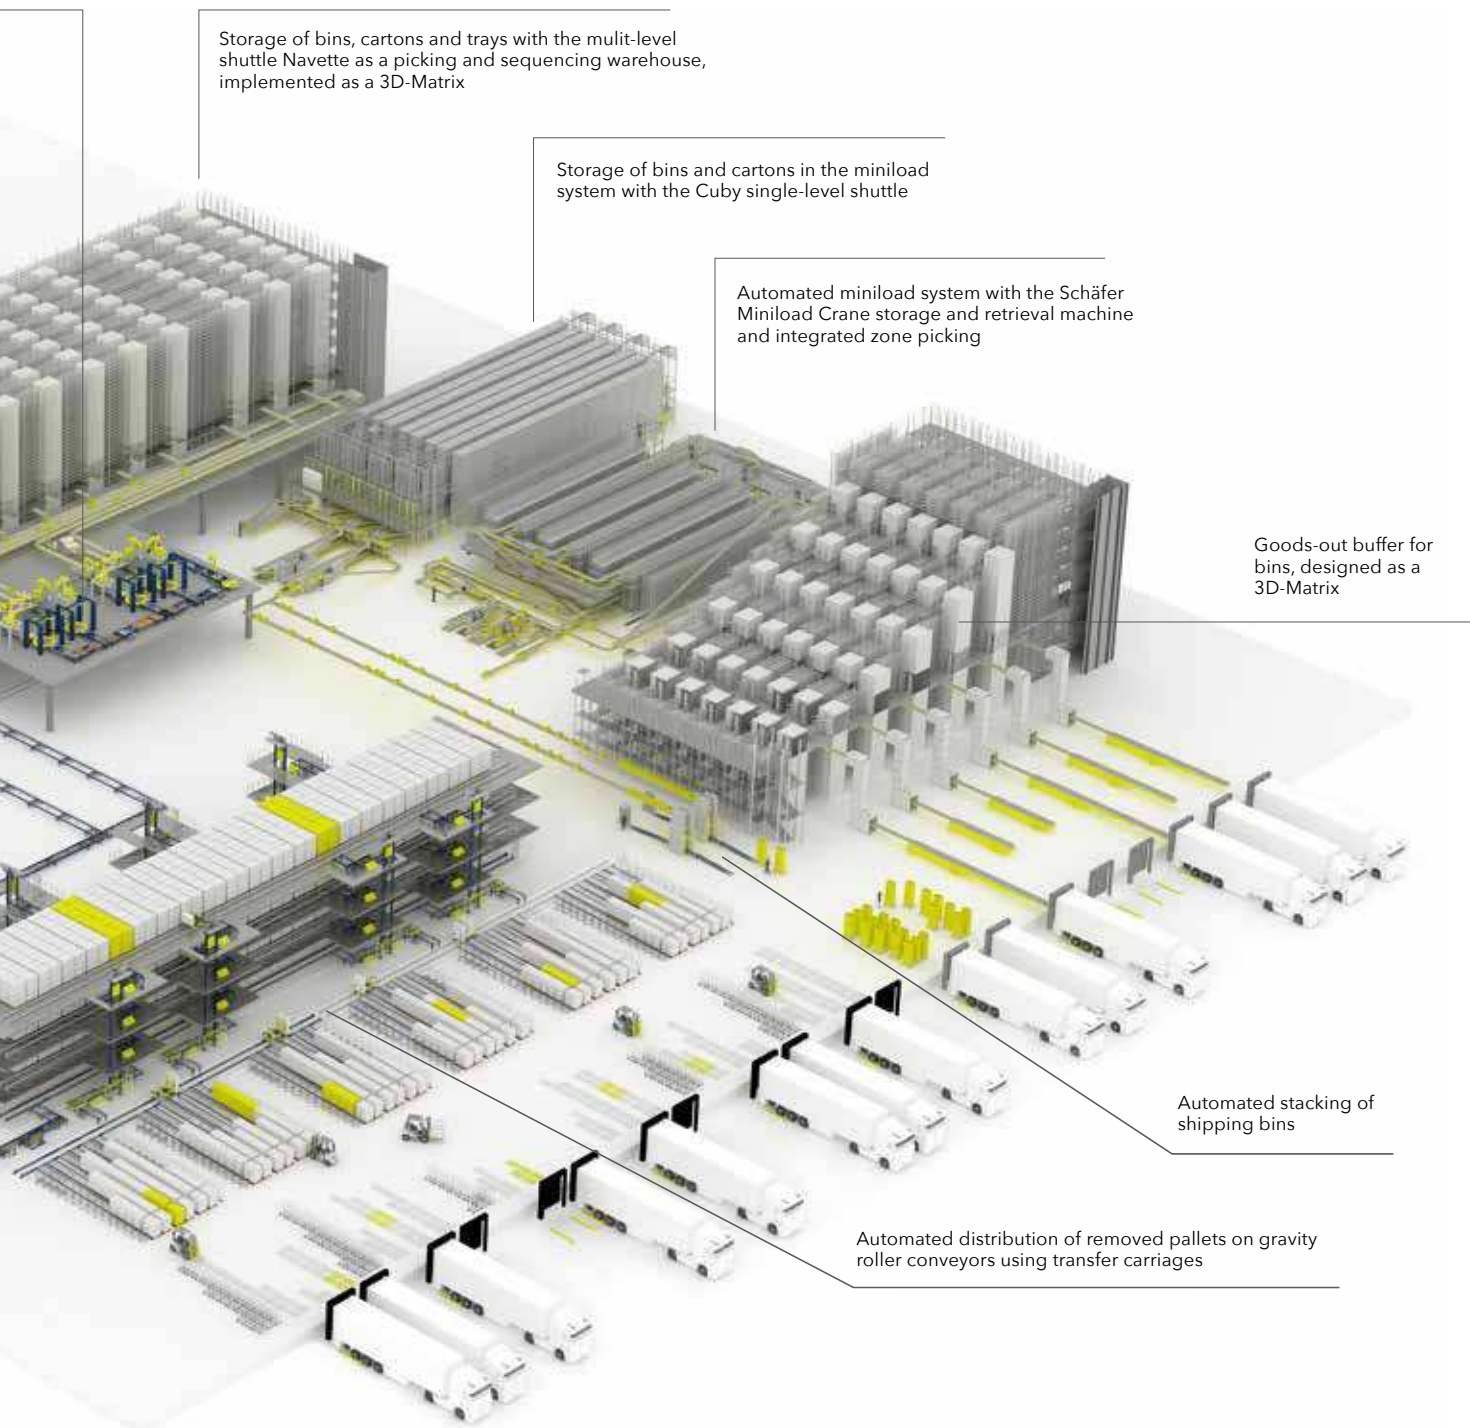 Storage of bins, cartons and trays with the mulit-level
shuttle Navette as a picking and sequencing warehouse,
implemented as a 3D-Matrix
Storage of bins and cartons in the miniload
system with the Cuby single-level shuttle
Automated miniload system with the Schäfer
Miniload Crane storage and retrieval machine
and integrated zone picking
Goods-out buffer for
bins, designed as a
3D-Matrix
Automated stacking of
shipping bins
Automated distribution of removed pallets on gravity
roller conveyors using transfer carriages